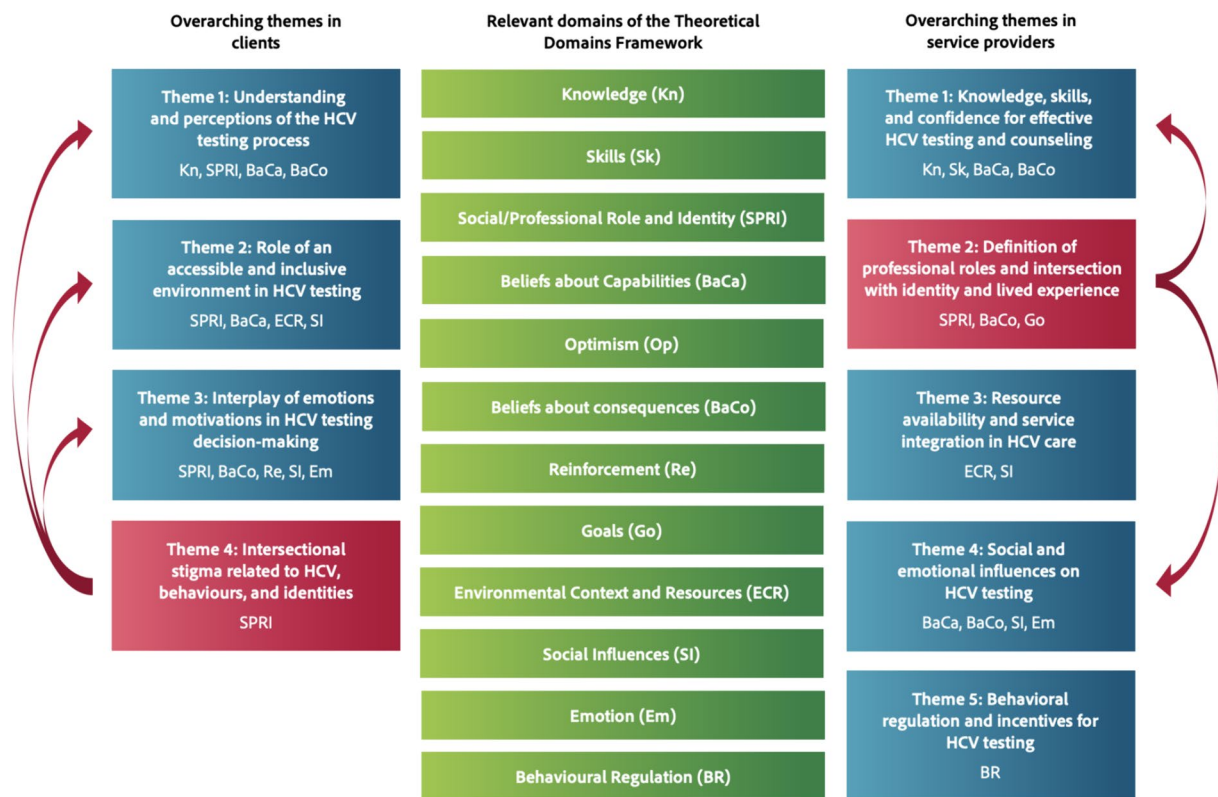 Overarching themes in
clients
Theme 1: Understanding
and perceptions of the HCV
testing process
Kn, SPRI, BaCa, BaCo
Theme 2: Role of an
accessible and inclusive
environment in HCV testing
SPRI, BaCa, ECR, SI
Theme 3: Interplay of emotions
and motivations in HCV testing
decision-making
SPRI, BaCo, Re, SI, Em
Theme 4: Intersectional
stigma related to HCV,
behaviours, and identities
SPRI
Relevant domains of the Theoretical
Domains Framework
Knowledge (Kn)
Skills (Sk)
Social/Professional Role and Identity (SPRI)
Beliefs about Capabilities (BaCa)
Optimism (Op)
Beliefs about consequences (BaCo)
Reinforcement (Re)
Goals (Go)
Environmental Context and Resources (ECR)
Social Influences (SI)
Emotion (Em)
Behavioural Regulation (BR)
Overarching themes in
service providers
Theme 1: Knowledge, skills,
and confidence for effective
HCV testing and counseling
Kn, Sk, BaCa, BaCo
Theme 2: Definition of
professional roles and intersection
with identity and lived experience
SPRI, BaCo, Go
Theme 3: Resource
availability and service
integration in HCV care
ECR, SI
Theme 4: Social and
emotional influences on
HCV testing
BaCa, BaCo, SI, Em
Theme 5: Behavioral
regulation and incentives for
HCV testing
BR